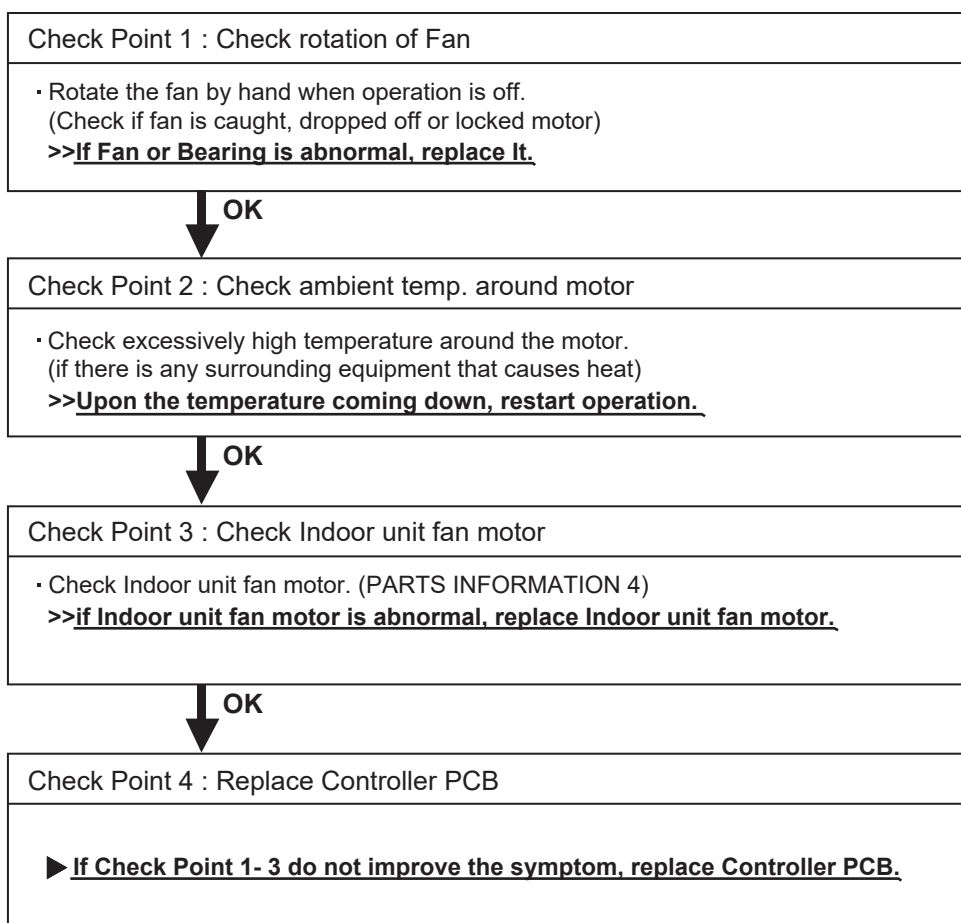 Check Point 1 : Check rotation of Fan
· Rotate the fan by hand when operation is off.
(Check if fan is caught, dropped off or locked motor)
>>If Fan or Bearing is abnormal, replace It.
OK
Check Point 2 : Check ambient temp. around motor
· Check excessively high temperature around the motor.
(if there is any surrounding equipment that causes heat)
>>Upon the temperature coming down, restart operation.
OK
Check Point 3 : Check Indoor unit fan motor
· Check Indoor unit fan motor. (PARTS INFORMATION 4)
>>if Indoor unit fan motor is abnormal, replace Indoor unit fan motor.
OK
Check Point 4 : Replace Controller PCB
▶ If Check Point 1- 3 do not improve the symptom, replace Controller PCB.